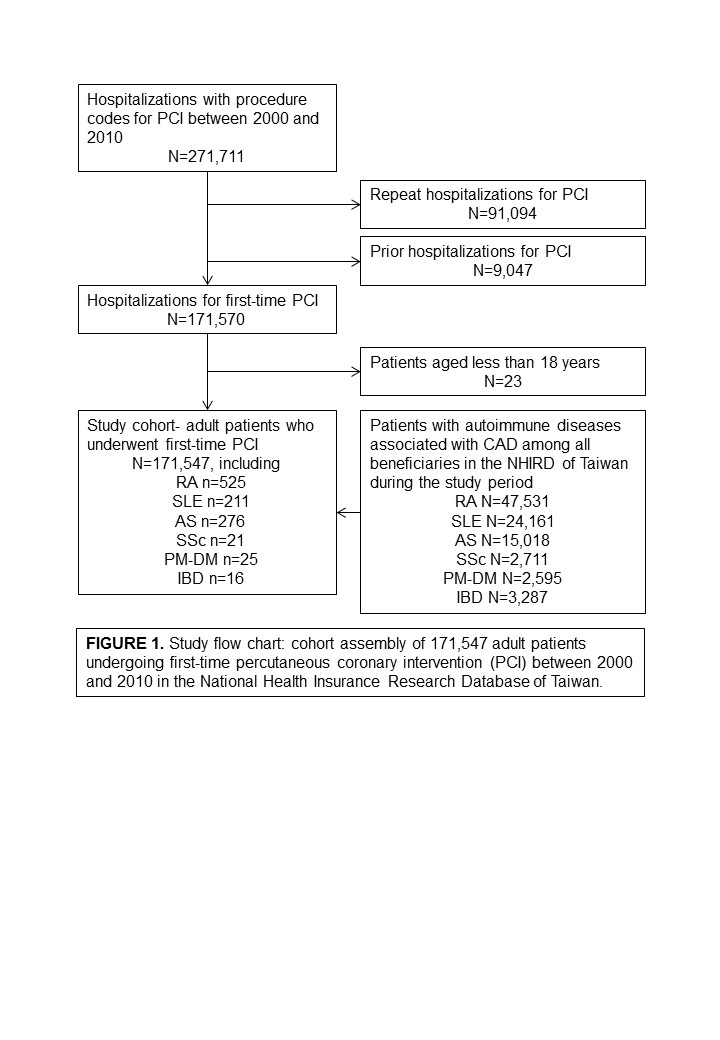 Hospitalizations with procedure
codes for PCI between 2000 and
2010
N=271,711
Repeat hospitalizations for PCI
N=91,094
Prior hospitalizations for PCI
N=9,047
Hospitalizations for first-time PCI
N=171,570
Patients aged less than 18 years
N=23
Study cohort- adult patients who
underwent first-time PCI
N=171,547, including
RA n=525
SLE n=211
AS n=276
SSc n=21
PM-DM n=25
IBD n=16
Patients with autoimmune diseases
associated with CAD among all
beneficiaries in the NHIRD of Taiwan
during the study period
RA N=47,531
SLE N=24,161
AS N=15,018
SSc N=2,711
PM-DM N=2,595
IBD N=3,287
FIGURE 1. Study flow chart: cohort assembly of 171,547 adult patients
undergoing first-time percutaneous coronary intervention (PCI) between 2000
and 2010 in the National Health Insurance Research Database of Taiwan.